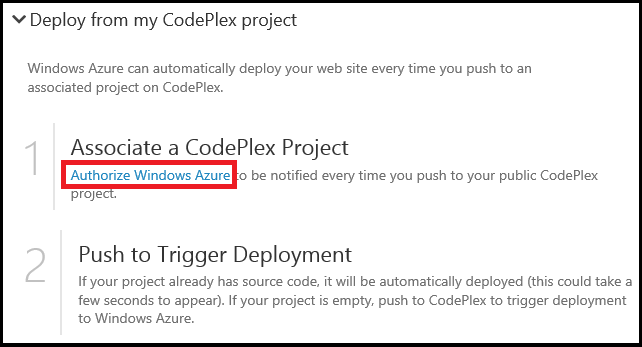 Deploy from my CodePlex project
Windows Azure can automatically deploy your web site every time you push to an
associated project on CodePlex.
1
Associate a CodePlex Project
Authorize Windows Azure to be notified every time you push to your public CodePlex
project.
2
Push to Trigger Deployment
If your project already has source code, it will be automatically deployed (this could take a
few seconds to appear). If your project is empty, push to CodePlex to trigger deployment
to Windows Azure.